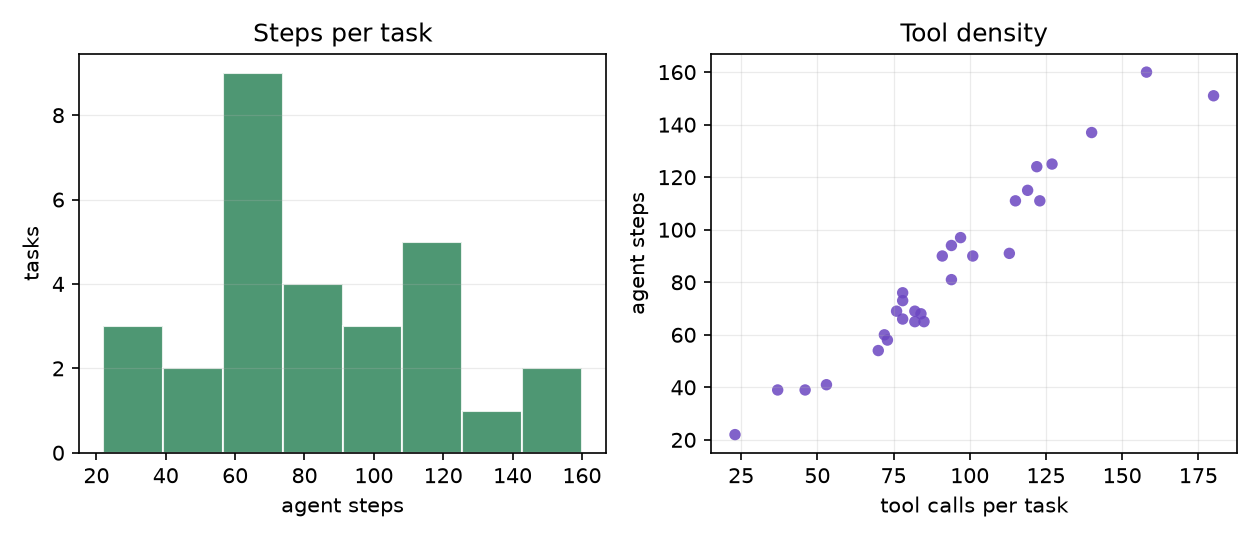 Steps per task
tasks
8
6
4
2
0
20 40 60 80 100 120 140 160
agent steps
Tool density
agent steps
160
140
120
100
80
60
40
20
25 50 75 100 125 150 175
tool calls per task